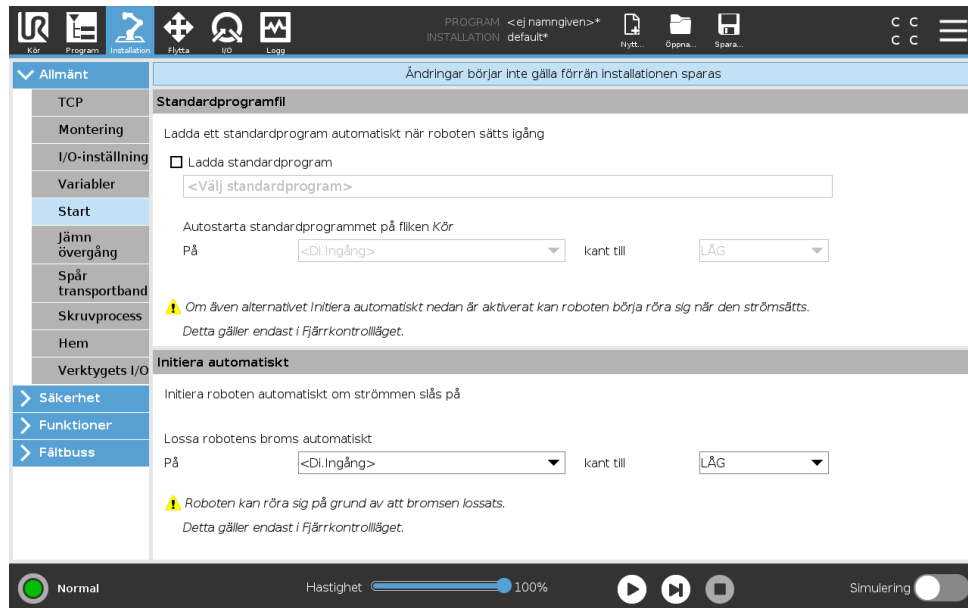 PROGRAM <ej namngiven>*
INSTALLATION default*
UR
Kör
Program
Installation
Flytta
I/O
Logg
Nytt...
Öppna...
Spara...
C C
C C
Allmänt
TCP
Montering
I/O-inställning
Variabler
Start
Jämn
övergång
Spår
transportband
Skruvprocess
Hem
Verktygets I/O
Säkerhet
Funktioner
Fältbuss
Ändringar börjar inte gälla förrän installationen sparas
Standardprogramfil
Ladda ett standardprogram automatiskt när roboten sätts igång
Ladda standardprogram
<Välj standardprogram>
Autostarta standardprogrammet på fliken Kör
På <DI.Ingång> kant till LÅG
Om även alternativet Initiera automatiskt nedan är aktiverat kan roboten börja röra sig när den strömsätts.
Detta gäller endast i Fjärrkontrollläget.
Initiera automatiskt
Initiera roboten automatiskt om strömmen slås på
Lossa robotens broms automatiskt
På <DI.Ingång> kant till LÅG
Roboten kan röra sig på grund av att bromsen lossats.
Detta gäller endast i Fjärrkontrollläget.
Normal
Hastighet 100%
Simulering